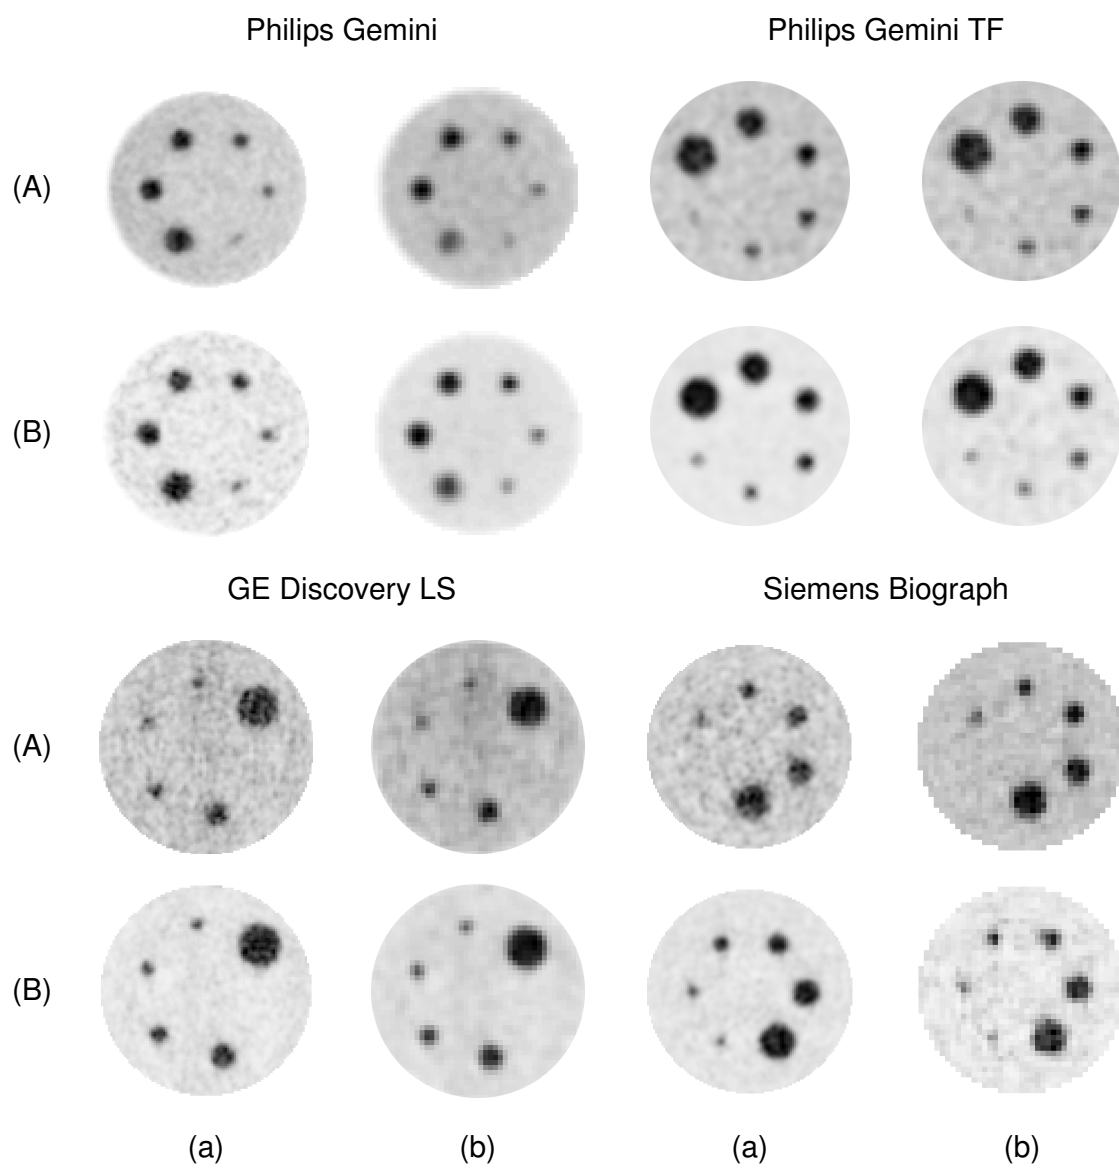 Philips Gemini Philips Gemini TF
(A)
(B)
GE Discovery LS Siemens Biograph
(A)
(B)
(a) (b) (a) (b)